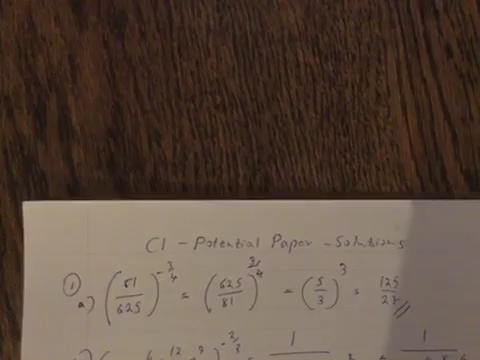 C1 - Potential Paper - Solutions
① a) (81/625)^-3/4 = (625/81)^3/4 = (5/3)^3 = 125/27